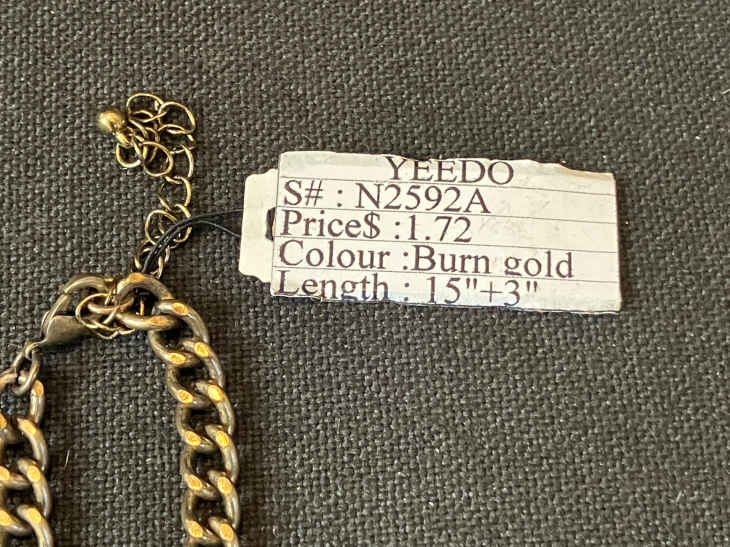 YEEDO
S# : N2592A
Price$ :1.72
Colour :Burn gold
Length : 15"+3"